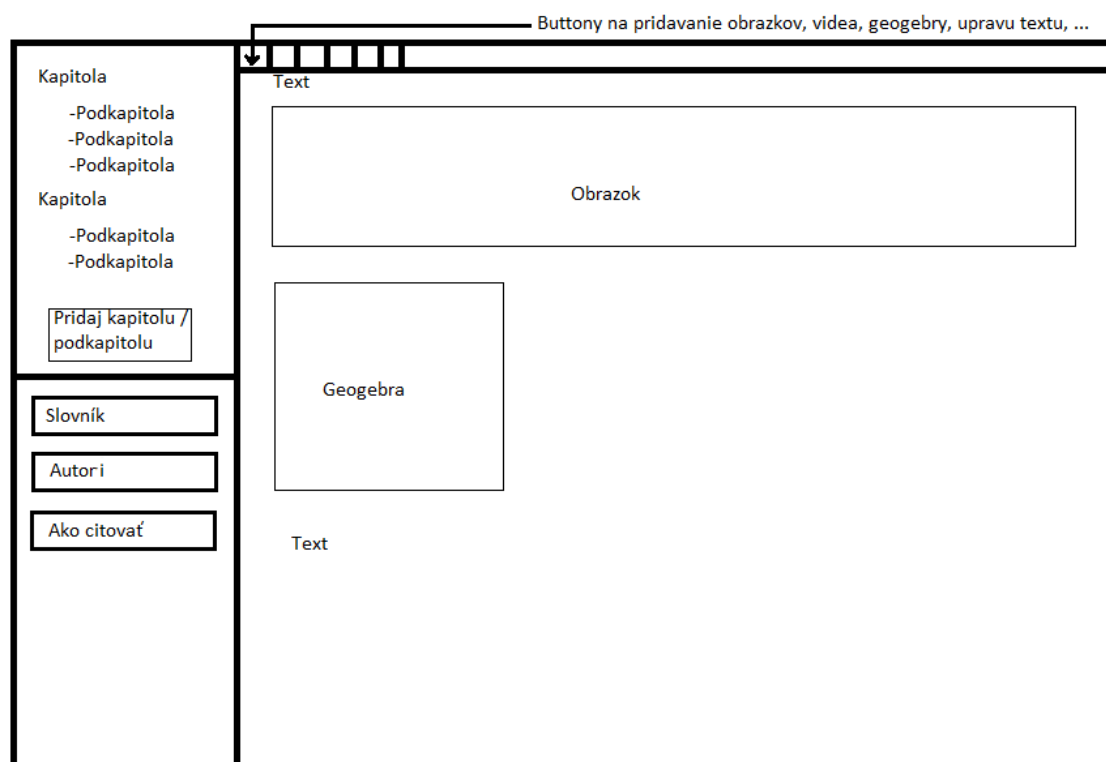 Buttony na pridavanie obrazkov, videa, geogebry, upravu textu, ...
Kapitola
-Podkapitola
-Podkapitola
-Podkapitola
Kapitola
-Podkapitola
-Podkapitola
Pridaj kapitolu /
podkapitolu
Slovník
Autori
Ako citovať
Text
Obrazok
Geogebra
Text